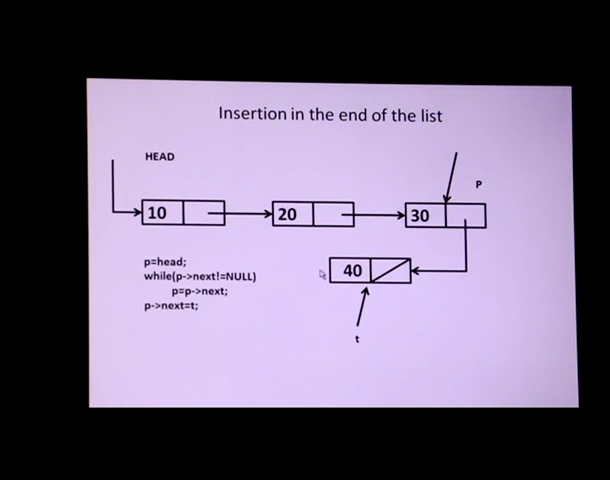 Insertion in the end of the list
HEAD
P
10
20
30
p=head;
while(p->next!=NULL)
p=p->next;
p->next=t;
40
t